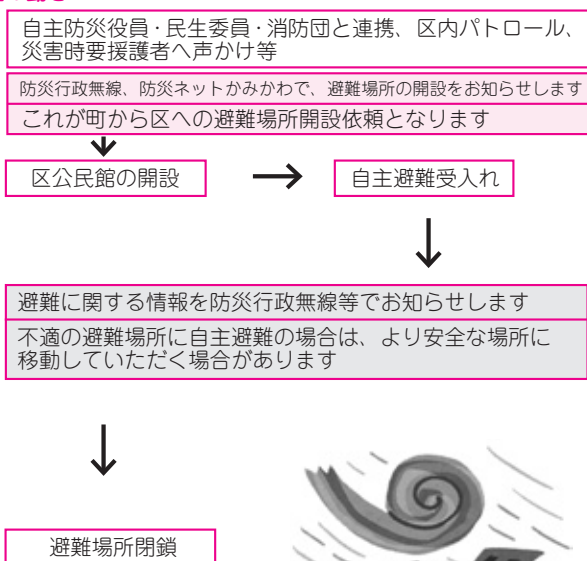 自主防災役員・民生委員・消防団と連携、区内パトロール、
災害時要援護者へ声かけ等
防災行政無線、防災ネットかみかわで、避難場所の開設をお知らせします
これが町から区への避難場所開設依頼となります
区公民館の開設
自主避難受入れ
避難に関する情報を防災行政無線等でお知らせします
不適の避難場所に自主避難の場合は、より安全な場所に
移動していただく場合があります
避難場所閉鎖